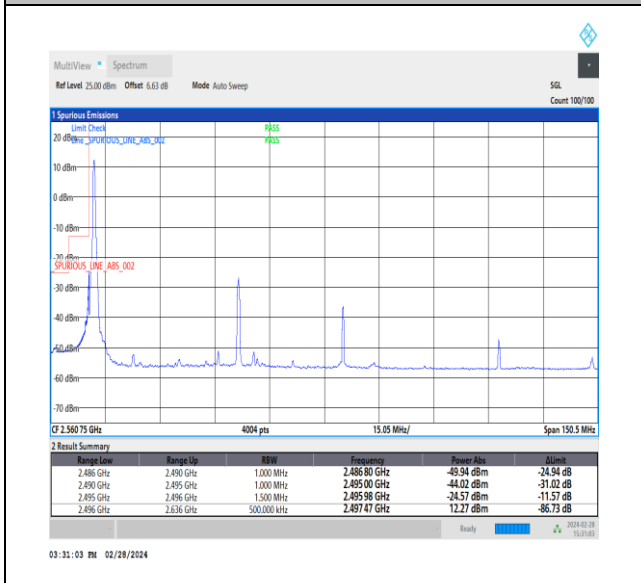 MultiView Spectrum
Ref Level 25.00 dBm Offset 6.63 dB Mode Auto Sweep SGL
Count 100/100
1 Spurious Emissions
Limit Check PASS
Line _SPURIOUS_LINE_ABS_002 PASS
20 dBm
10 dBm
0 dBm
-10 dBm
-20 dBm
_SPURIOUS_LINE_ABS_002
-30 dBm
-40 dBm
-50 dBm
-60 dBm
-70 dBm
CF 2.560 75 GHz 4004 pts 15.05 MHz/ Span 150.5 MHz
2 Result Summary
Range Low Range Up RBW Frequency Power Abs ΔLimit
2.486 GHz 2.490 GHz 1.000 MHz 2.486 80 GHz -49.94 dBm -24.94 dB
2.490 GHz 2.495 GHz 1.000 MHz 2.495 00 GHz -44.02 dBm -31.02 dB
2.495 GHz 2.496 GHz 1.500 MHz 2.495 98 GHz -24.57 dBm -11.57 dB
2.496 GHz 2.636 GHz 500.000 kHz 2.497 47 GHz 12.27 dBm -86.73 dB
Ready 2024-02-28
15:31:03
03:31:03 PM 02/28/2024